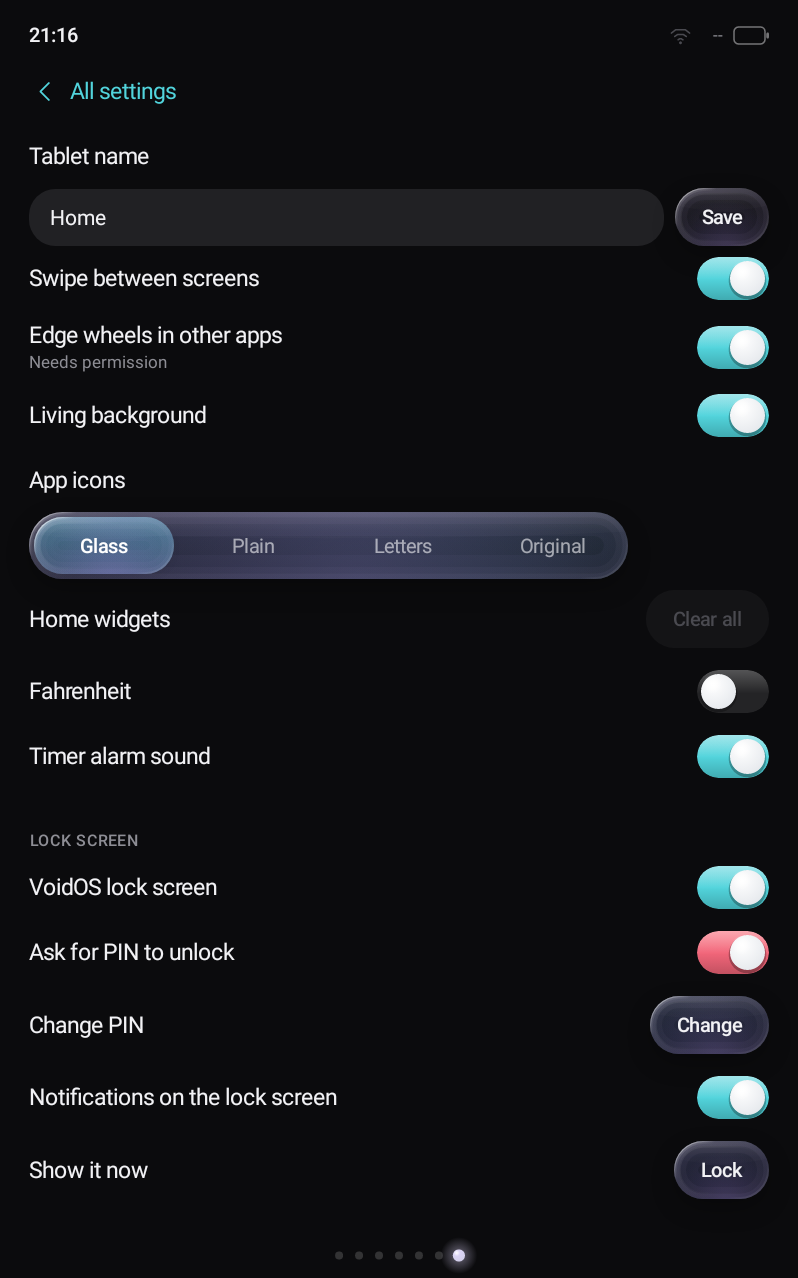 21:16
--
All settings
Tablet name
Home
Save
Swipe between screens
Edge wheels in other apps
Needs permission
Living background
App icons
Glass Plain Letters Original
Home widgets
Clear all
Fahrenheit
Timer alarm sound
LOCK SCREEN
VoidOS lock screen
Ask for PIN to unlock
Change PIN
Change
Notifications on the lock screen
Show it now
Lock